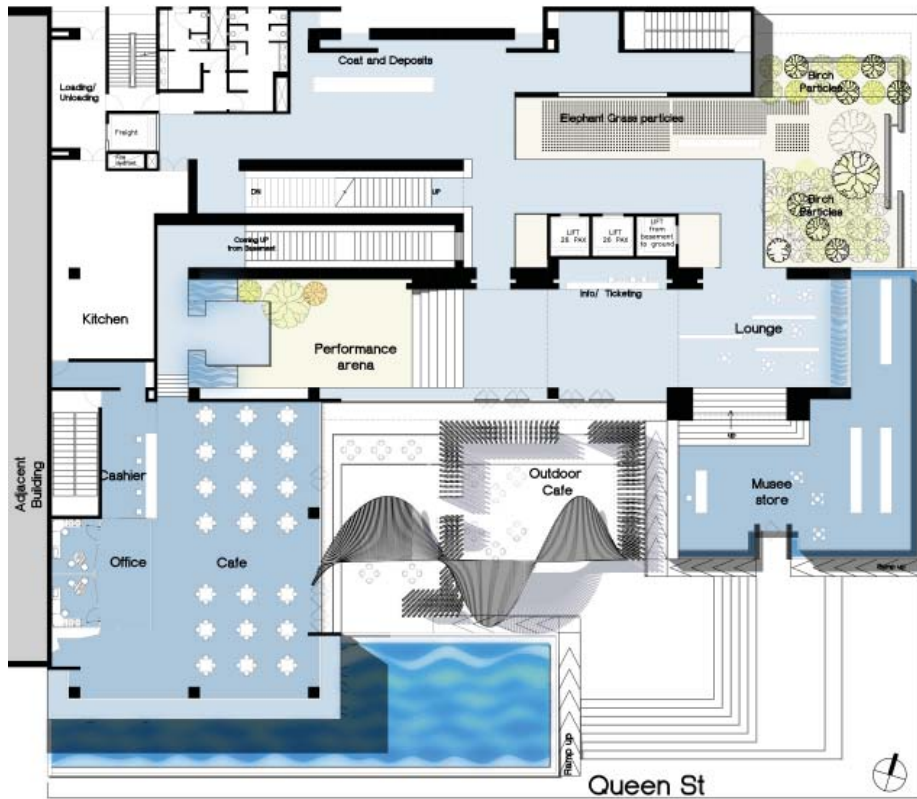 Coat and Deposits
Loading/
Unloading
Birch
Particles
Elephant Grass particles
Freight
DN
UP
Birch
Particles
Coming UP
from Basement
LIFT
26 PAX
LIFT
26 PAX
LIFT
from
basement
to ground
Info/ Ticketing
Kitchen
Lounge
Performance
arena
UP
Adjacent
Building
Cashier
Outdoor
Cafe
Musee
store
Office
Cafe
Ramp up
Ramp up
Queen St